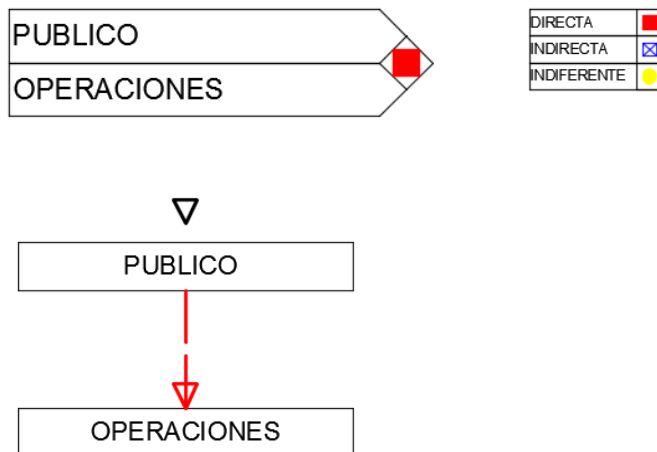 PUBLICO
OPERACIONES
DIRECTA
INDIRECTA
INDIFERENTE
PUBLICO
OPERACIONES